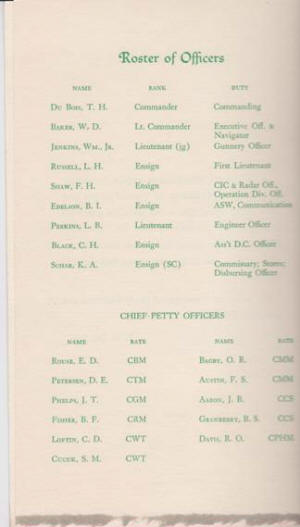 Roster of Officers
NAME RANK DUTY
Du Bois, T. H. Commander Commanding
Baker, W. D. Lt. Commander Executive Off. &
Navigator
Jenkins, Wm., Jr. Lieutenant (jg) Gunnery Officer
Russell, L. H. Ensign First Lieutenant
Shaw, F. H. Ensign CIC & Radar Off.,
Operation Div. Off.
Edelson, B. I. Ensign ASW, Communication
Perkins, L. B. Lieutenant Engineer Officer
Black, C. H. Ensign Ass't D.C. Officer
Ensign (SC) Commissary; Stores;
Disbursing Officer
CHIEF PETTY OFFICERS
NAME RATE NAME RATE
Rouse, E. D. CBM Bagby, O. R. CMM
Petersen, D. E. CTM Austin, F. S. CMM
Phelps, J. T. CGM Aaron, J. B. CCS
Fisher, B. F. CRM Granberry, B. S. CCS
Loftin, C. D. CWT Davis, R. O. CPHM
S. M. CWT